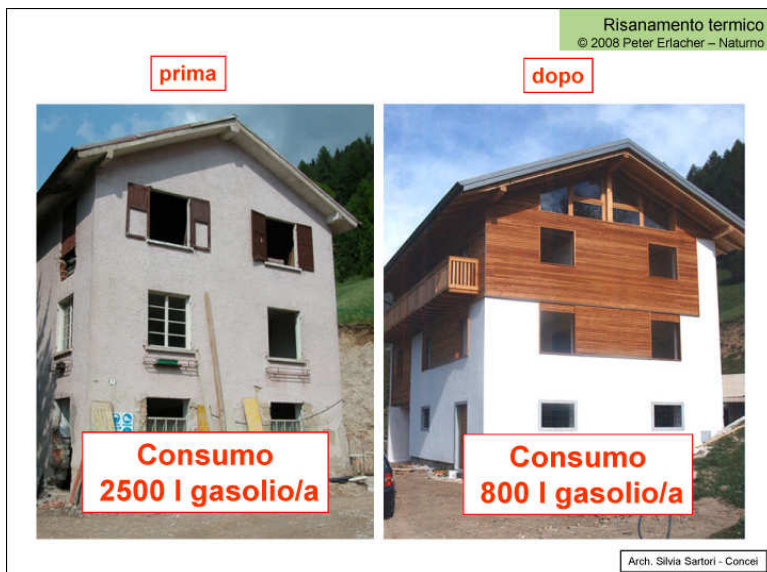 Risanamento termico
© 2008 Peter Erlacher – Naturno
prima
dopo
Consumo
2500 l gasolio/a
Consumo
800 l gasolio/a
Arch. Silvia Sartori - Concei